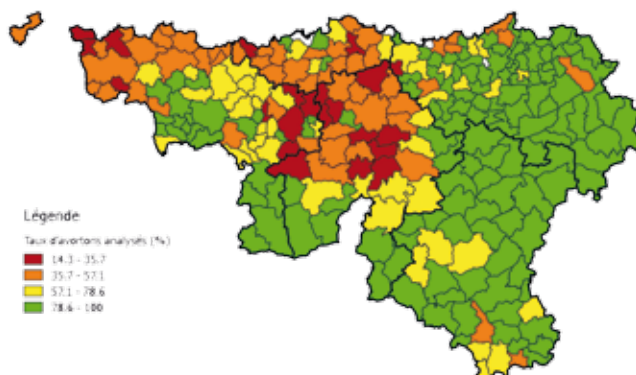 Légende
Taux d'avortons analysés (%)
14.3 - 35.7
35.7 - 57.1
57.1 - 78.6
78.6 - 100